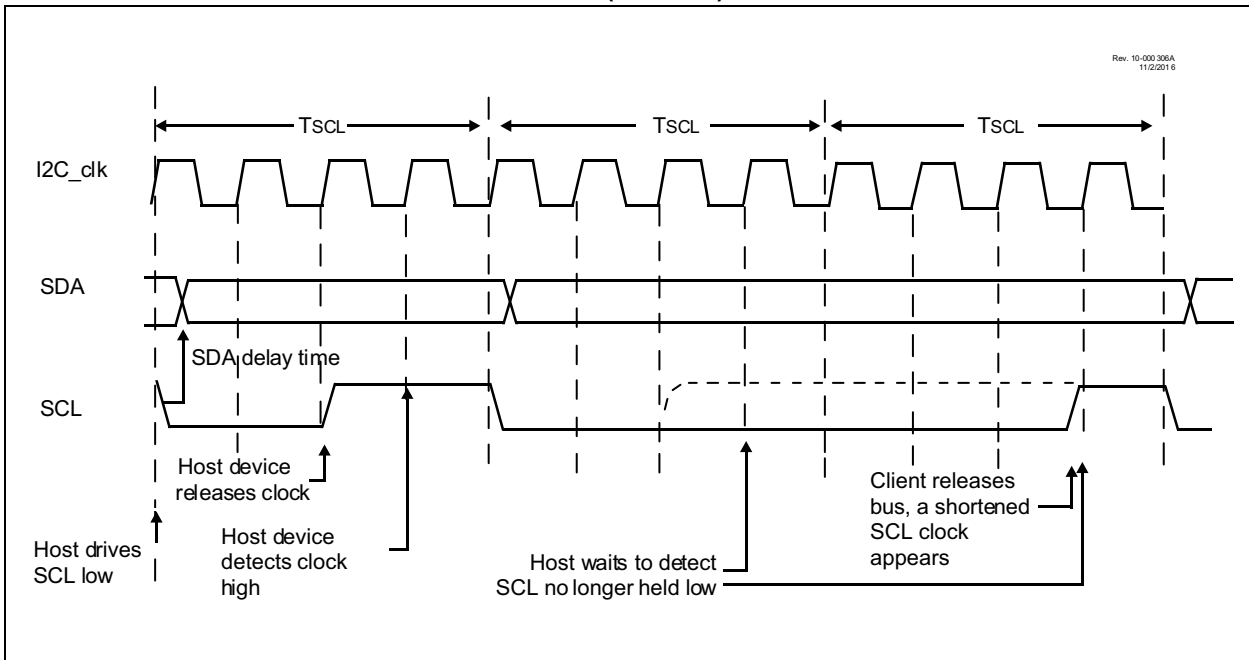 Rev. 10-000 306A
11/2/201 6
TSCL
TSCL
TSCL
I2C_clk
SDA
SDA delay time
SCL
Host device
releases clock
Host drives
SCL low
Host device
detects clock
high
Host waits to detect
SCL no longer held low
Client releases
bus, a shortened
SCL clock
appears